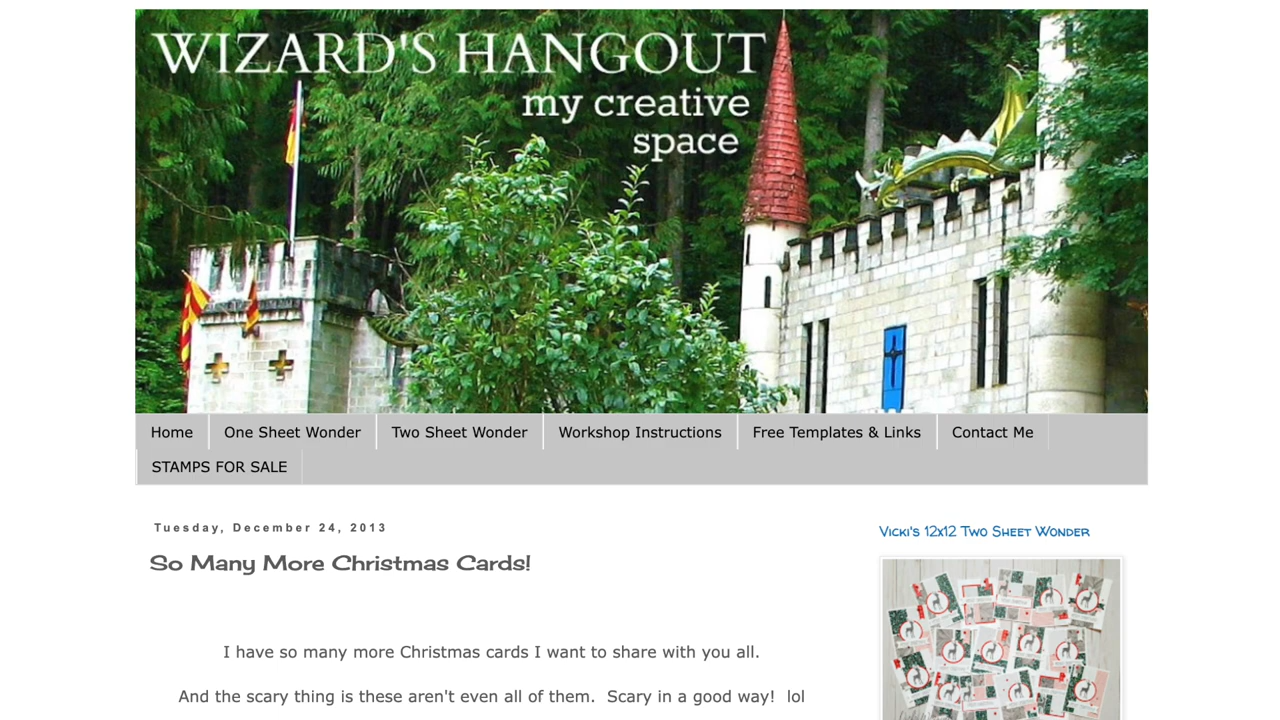 WIZARD'S HANGOUT
my creative
space
Home One Sheet Wonder Two Sheet Wonder Workshop Instructions Free Templates & Links Contact Me
STAMPS FOR SALE
Tuesday, December 24, 2013
So Many More Christmas Cards!
I have so many more Christmas cards I want to share with you all.
And the scary thing is these aren't even all of them.  Scary in a good way!  lol
Vicki's 12x12 Two Sheet Wonder